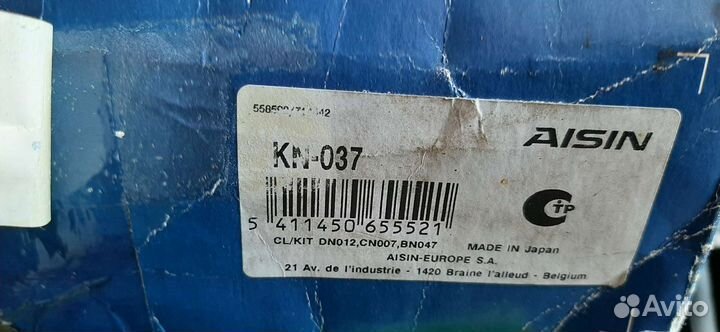 AISIN
KN-037
5 411450 655521
CL/KIT DN012,CN007,BN047
MADE IN Japan
AISIN-EUROPE S.A.
21 Av. de l'industrie - 1420 Braine l'alleud - Belgium
C TP
Avito